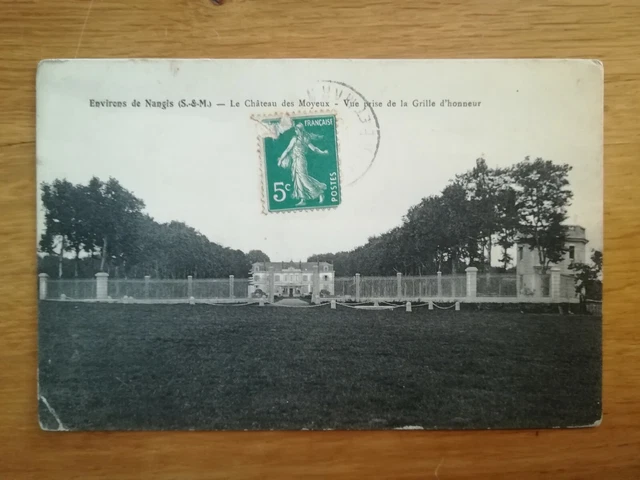 Environs de Nangis (S.-&-M.) — Le Château des Moyeux - Vue prise de la Grille d'honneur
FRANÇAISE
POSTES
5c